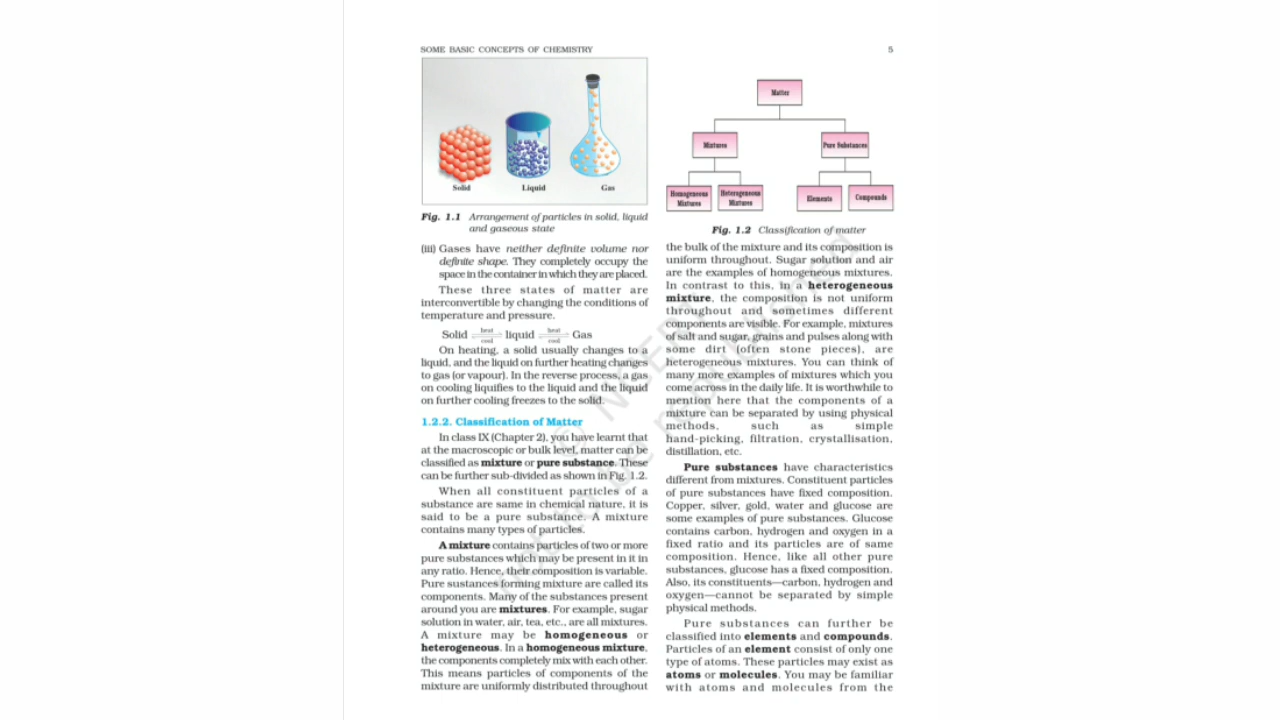 SOME BASIC CONCEPTS OF CHEMISTRY
5
Solid
Liquid
Gas
Fig. 1.1 Arrangement of particles in solid, liquid
and gaseous state
(iii) Gases have neither definite volume nor
definite shape. They completely occupy the
space in the container in which they are placed.
These three states of matter are
interconvertible by changing the conditions of
temperature and pressure.
Solid ⇌ (heat/cool) liquid ⇌ (heat/cool) Gas
On heating, a solid usually changes to a
liquid, and the liquid on further heating changes
to gas (or vapour). In the reverse process, a gas
on cooling liquifies to the liquid and the liquid
on further cooling freezes to the solid.
1.2.2. Classification of Matter
In class IX (Chapter 2), you have learnt that
at the macroscopic or bulk level, matter can be
classified as mixture or pure substance. These
can be further sub-divided as shown in Fig. 1.2.
When all constituent particles of a
substance are same in chemical nature, it is
said to be a pure substance. A mixture
contains many types of particles.
A mixture contains particles of two or more
pure substances which may be present in it in
any ratio. Hence, their composition is variable.
Pure sustances forming mixture are called its
components. Many of the substances present
around you are mixtures. For example, sugar
solution in water, air, tea, etc., are all mixtures.
A mixture may be homogeneous or
heterogeneous. In a homogeneous mixture,
the components completely mix with each other.
This means particles of components of the
mixture are uniformly distributed throughout
Matter
Mixtures
Pure Substances
Homogeneous
Mixtures
Heterogeneous
Mixtures
Elements
Compounds
Fig. 1.2 Classification of matter
the bulk of the mixture and its composition is
uniform throughout. Sugar solution and air
are the examples of homogeneous mixtures.
In contrast to this, in a heterogeneous
mixture, the composition is not uniform
throughout and sometimes different
components are visible. For example, mixtures
of salt and sugar, grains and pulses along with
some dirt (often stone pieces), are
heterogeneous mixtures. You can think of
many more examples of mixtures which you
come across in the daily life. It is worthwhile to
mention here that the components of a
mixture can be separated by using physical
methods, such as simple
hand-picking, filtration, crystallisation,
distillation, etc.
Pure substances have characteristics
different from mixtures. Constituent particles
of pure substances have fixed composition.
Copper, silver, gold, water and glucose are
some examples of pure substances. Glucose
contains carbon, hydrogen and oxygen in a
fixed ratio and its particles are of same
composition. Hence, like all other pure
substances, glucose has a fixed composition.
Also, its constituents—carbon, hydrogen and
oxygen—cannot be separated by simple
physical methods.
Pure substances can further be
classified into elements and compounds.
Particles of an element consist of only one
type of atoms. These particles may exist as
atoms or molecules. You may be familiar
with atoms and molecules from the
© NCERT
not to be republished